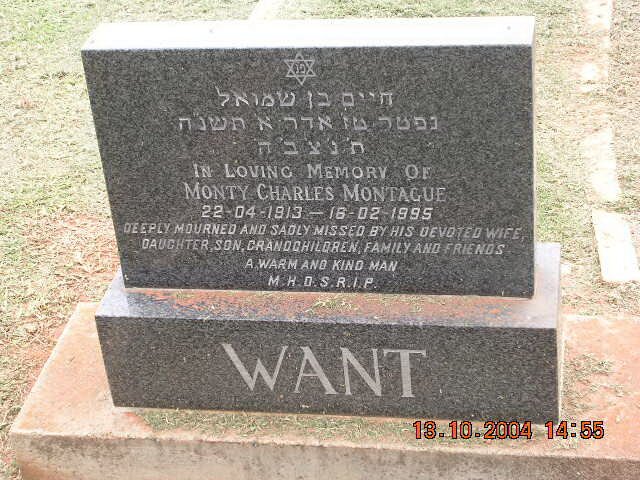 פנ
חיים בן שמואל
נפטר טז אדר א תשנה
ת נ צ ב ה
IN LOVING MEMORY OF
MONTY CHARLES MONTAGUE
22-04-1913 — 16-02-1995
DEEPLY MOURNED AND SADLY MISSED BY HIS DEVOTED WIFE,
DAUGHTER, SON, GRANDCHILDREN, FAMILY AND FRIENDS
A WARM AND KIND MAN
M.H.D.S.R.I.P.
WANT
13.10.2004 14:55